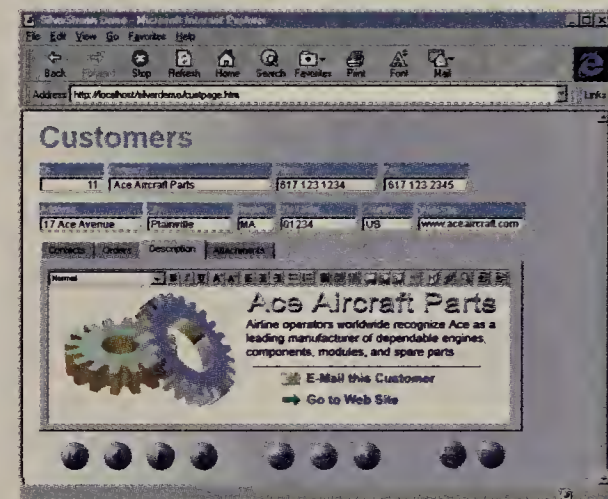 SilverStream Demo - Microsoft Internet Explorer
File Edit View Go Favorites Help
Back Forward Stop Refresh Home Search Favorites Print Font Mail
Address http://localhost/silverdemo/custpage.htm Links
Customers
11 Ace Aircraft Parts 617 123 1234 617 123 2345
17 Ace Avenue Plainville MA 01234 US www.aceaircraft.com
Contacts Orders Description Attachments
Normal
Ace Aircraft Parts
Airline operators worldwide recognize Ace as a
leading manufacturer of dependable engines,
components, modules, and spare parts
E-Mail this Customer
Go to Web Site